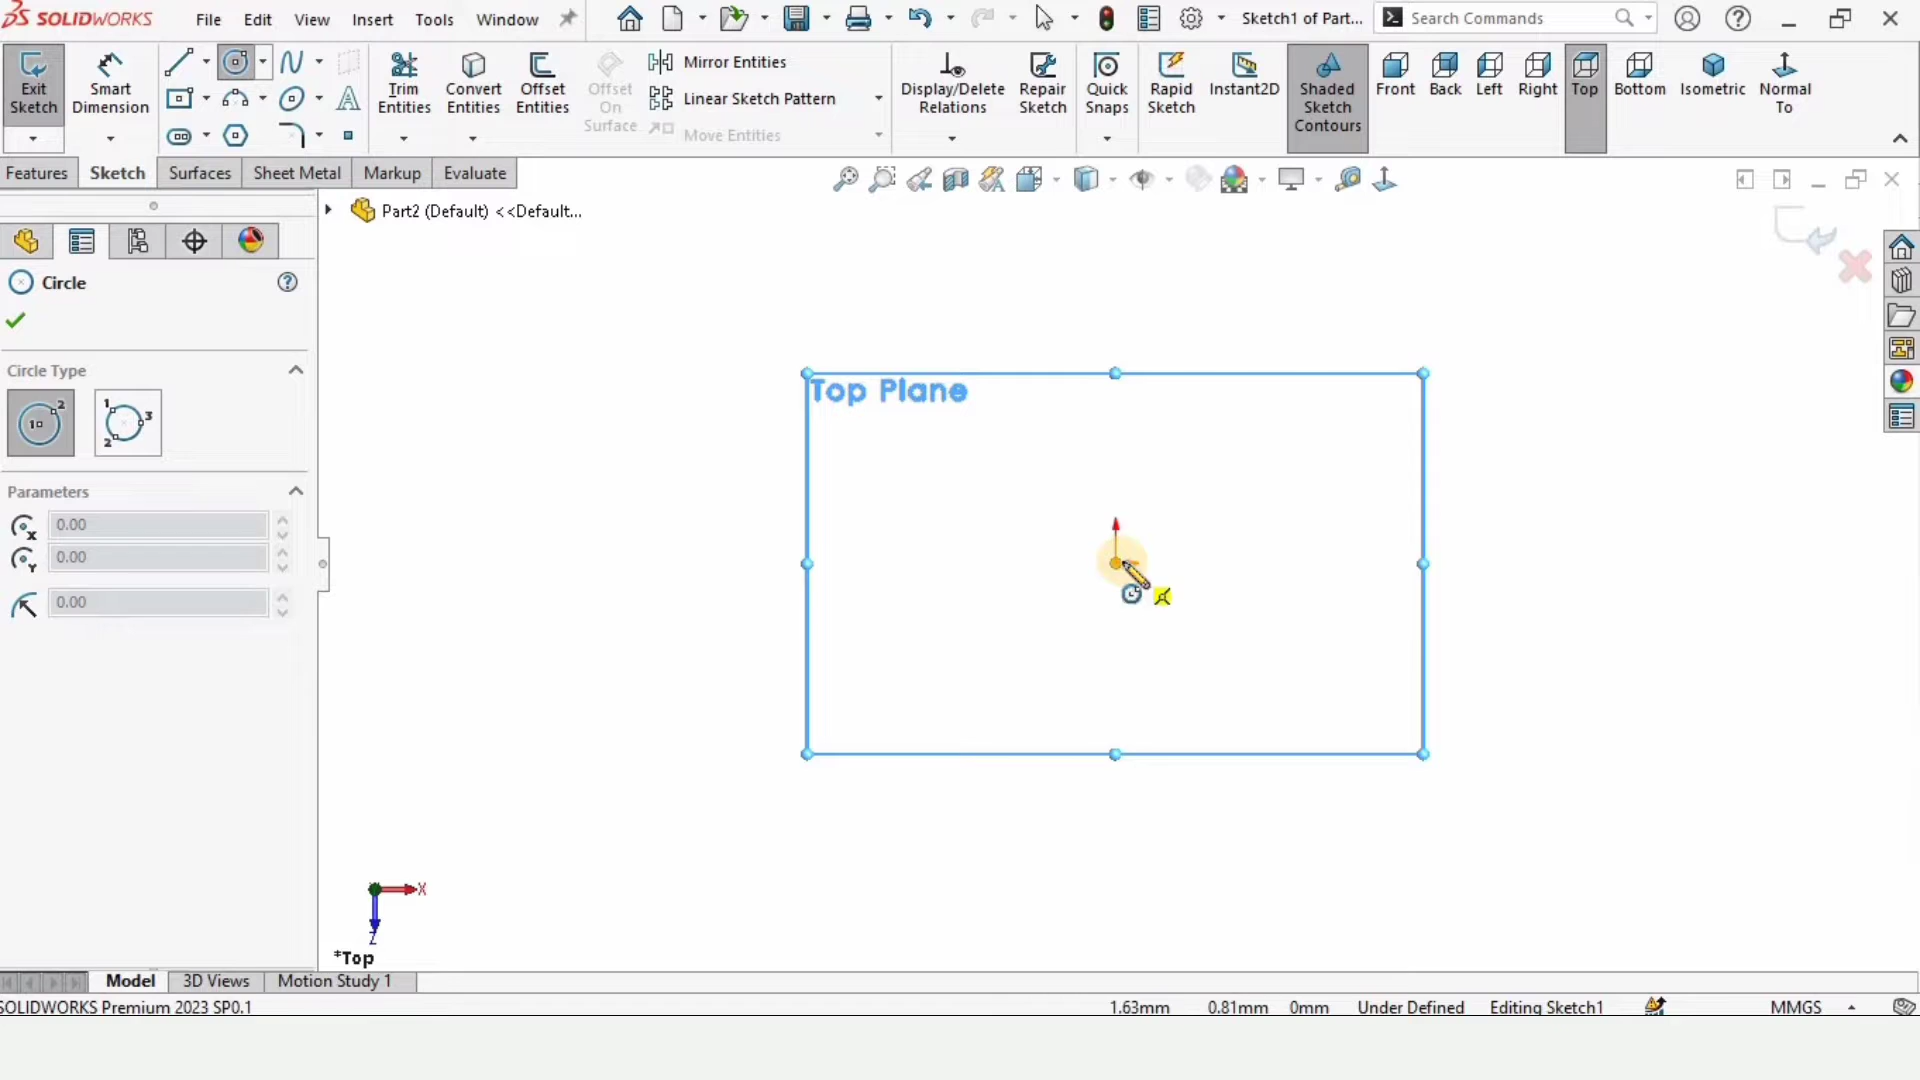 SOLIDWORKS File Edit View Insert Tools Window Sketch1 of Part... Search Commands
Exit Sketch
Smart Dimension
Trim Entities
Convert Entities
Offset Entities
Offset On Surface
Mirror Entities
Linear Sketch Pattern
Move Entities
Display/Delete Relations
Repair Sketch
Quick Snaps
Rapid Sketch
Instant2D
Shaded Sketch Contours
Front
Back
Left
Right
Top
Bottom
Isometric
Normal To
Features Sketch Surfaces Sheet Metal Markup Evaluate
Part2 (Default) <<Default...
Circle
Circle Type
1 2
1 2 3
Parameters
X 0.00
Y 0.00
0.00
Top Plane
X
Z
*Top
Model 3D Views Motion Study 1
SOLIDWORKS Premium 2023 SP0.1 1.63mm 0.81mm 0mm Under Defined Editing Sketch1 MMGS